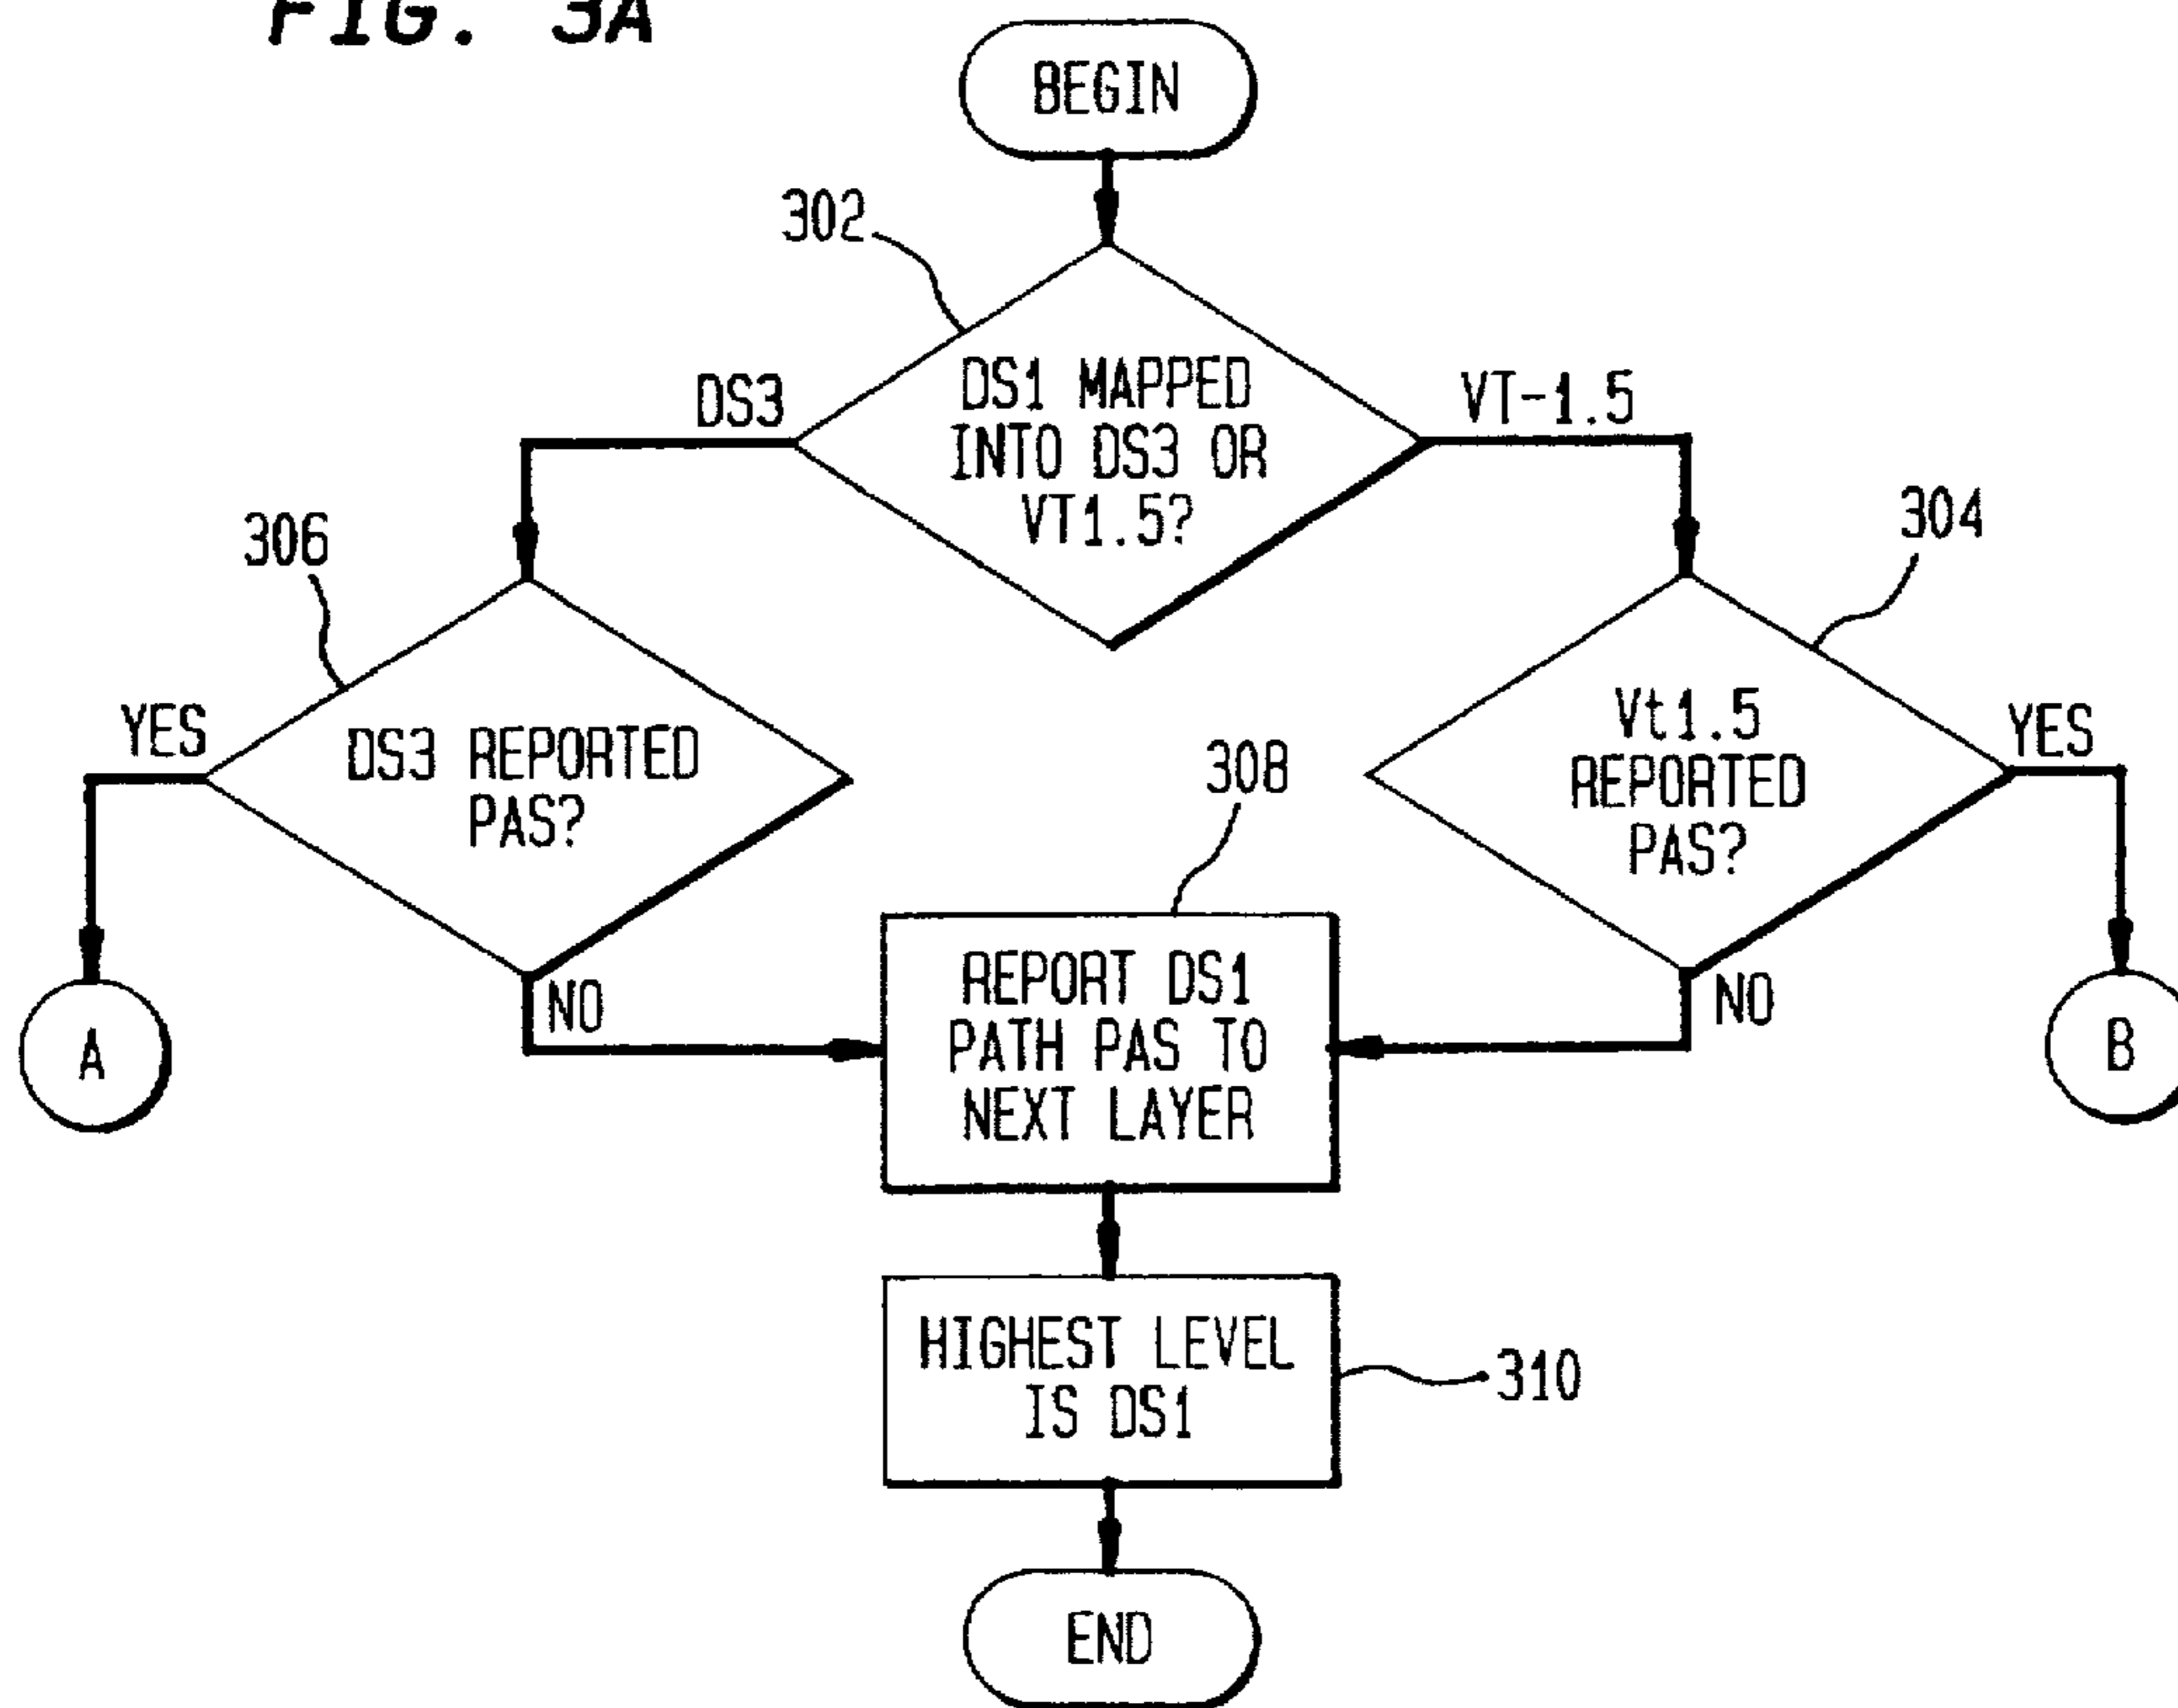 FIG. 3A
BEGIN
302
DS1 MAPPED
INTO DS3 OR
VT1.5?
DS3
VT-1.5
306
304
DS3 REPORTED
PAS?
YES
NO
Vt1.5
REPORTED
PAS?
YES
NO
308
REPORT DS1
PATH PAS TO
NEXT LAYER
A
B
HIGHEST LEVEL
IS DS1
310
END